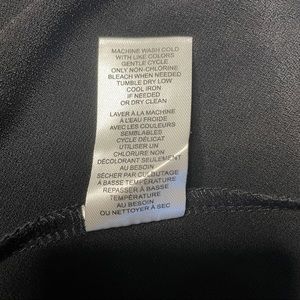 MACHINE WASH COLD
WITH LIKE COLORS
GENTLE CYCLE
ONLY NON-CHLORINE
BLEACH WHEN NEEDED
TUMBLE DRY LOW
COOL IRON
IF NEEDED
OR DRY CLEAN
LAVER À LA MACHINE
À L'EAU FROIDE
AVEC LES COULEURS
SEMBLABLES
CYCLE DÉLICAT
UTILISER UN
CHLORURE NON
DÉCOLORANT SEULEMENT
AU BESOIN
SÉCHER PAR CULBUTAGE
À BASSE TEMPÉRATURE
REPASSER À BASSE
TEMPÉRATURE
AU BESOIN
OU NETTOYER À SEC